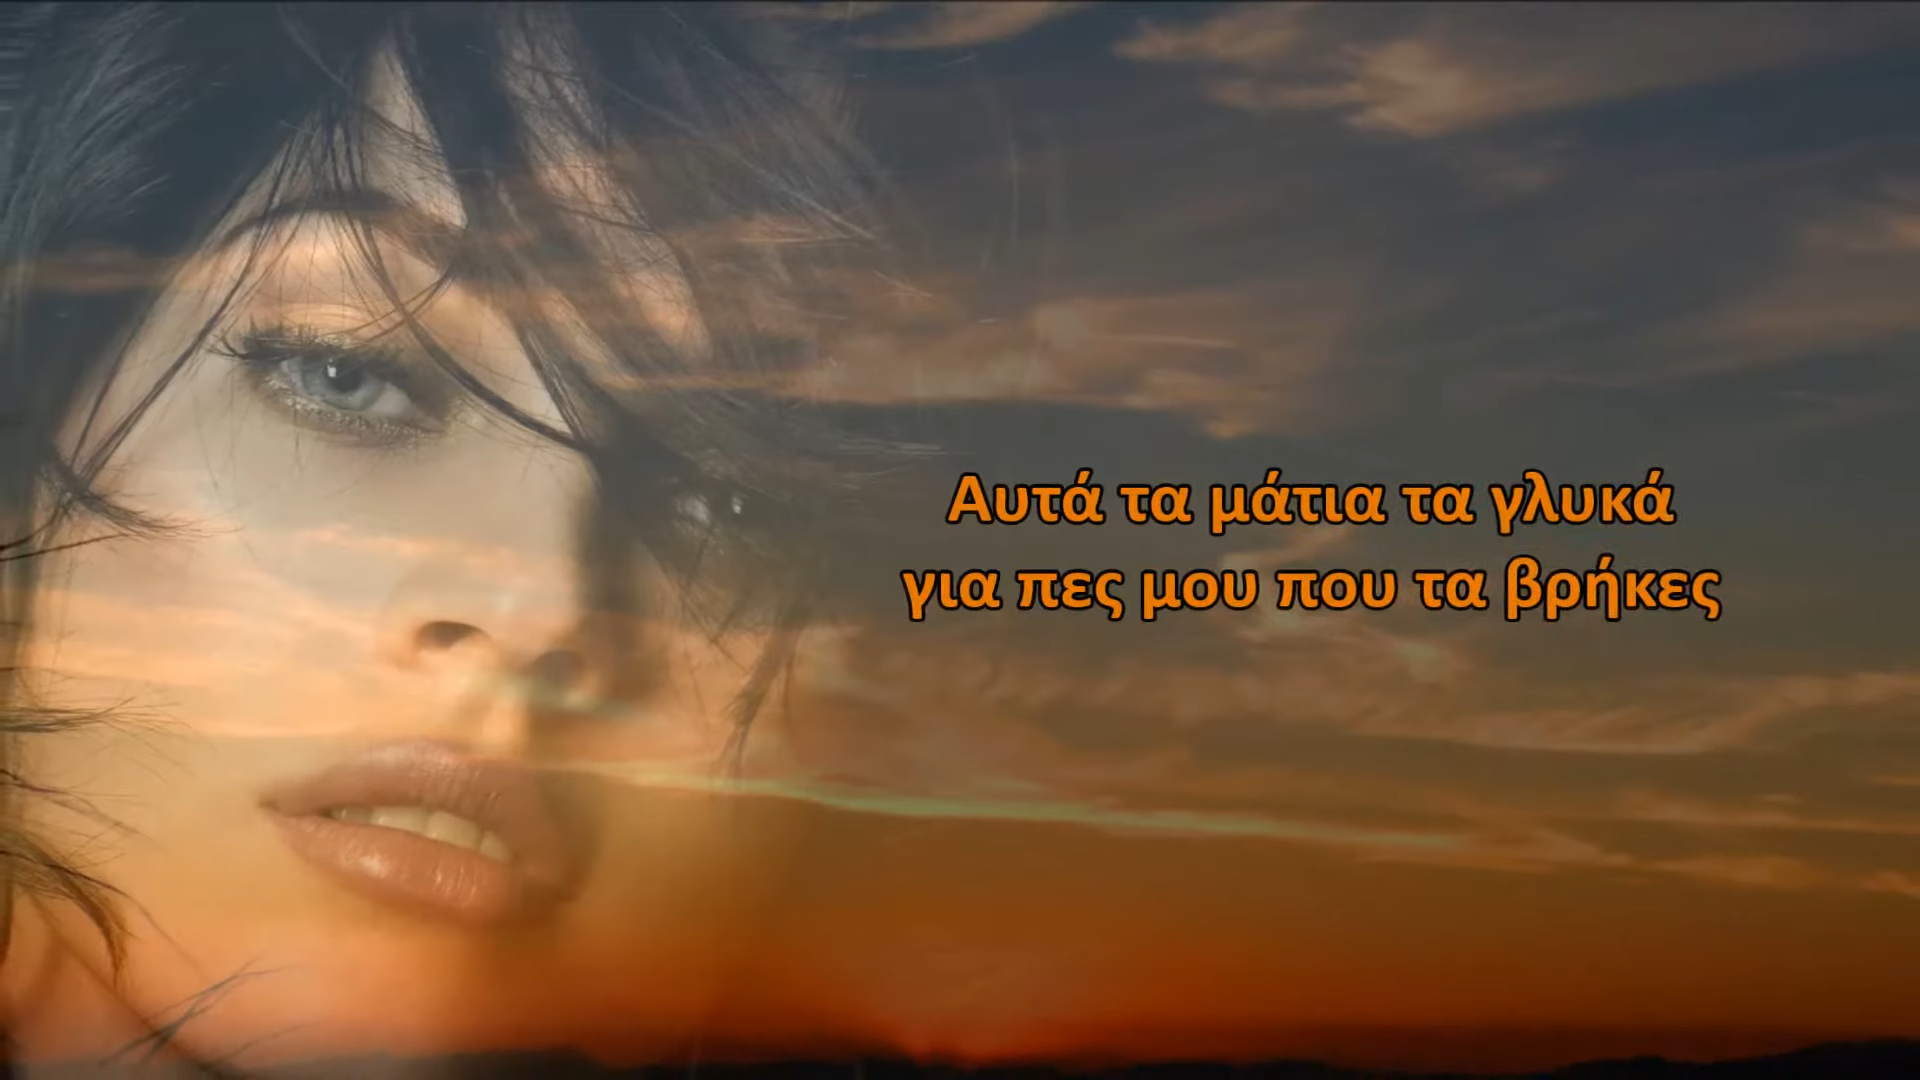 Αυτά τα μάτια τα γλυκά
για πες μου που τα βρήκες